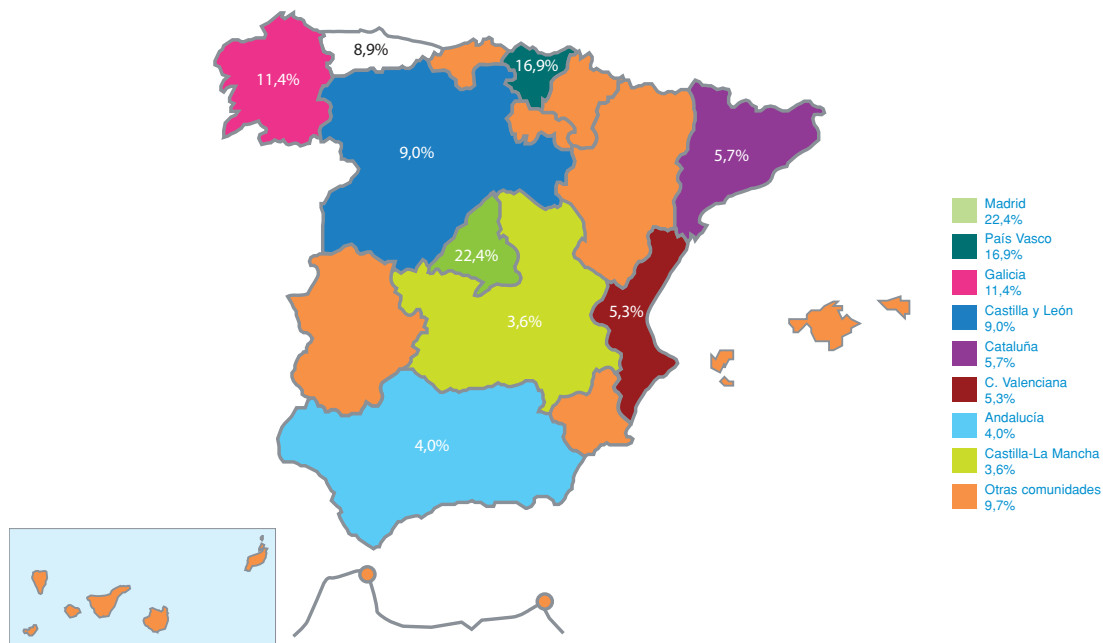 8,9%
16,9%
11,4%
9,0%
5,7%
22,4%
5,3%
3,6%
4,0%
Madrid
22,4%
País Vasco
16,9%
Galicia
11,4%
Castilla y León
9,0%
Cataluña
5,7%
C. Valenciana
5,3%
Andalucía
4,0%
Castilla-La Mancha
3,6%
Otras comunidades
9,7%